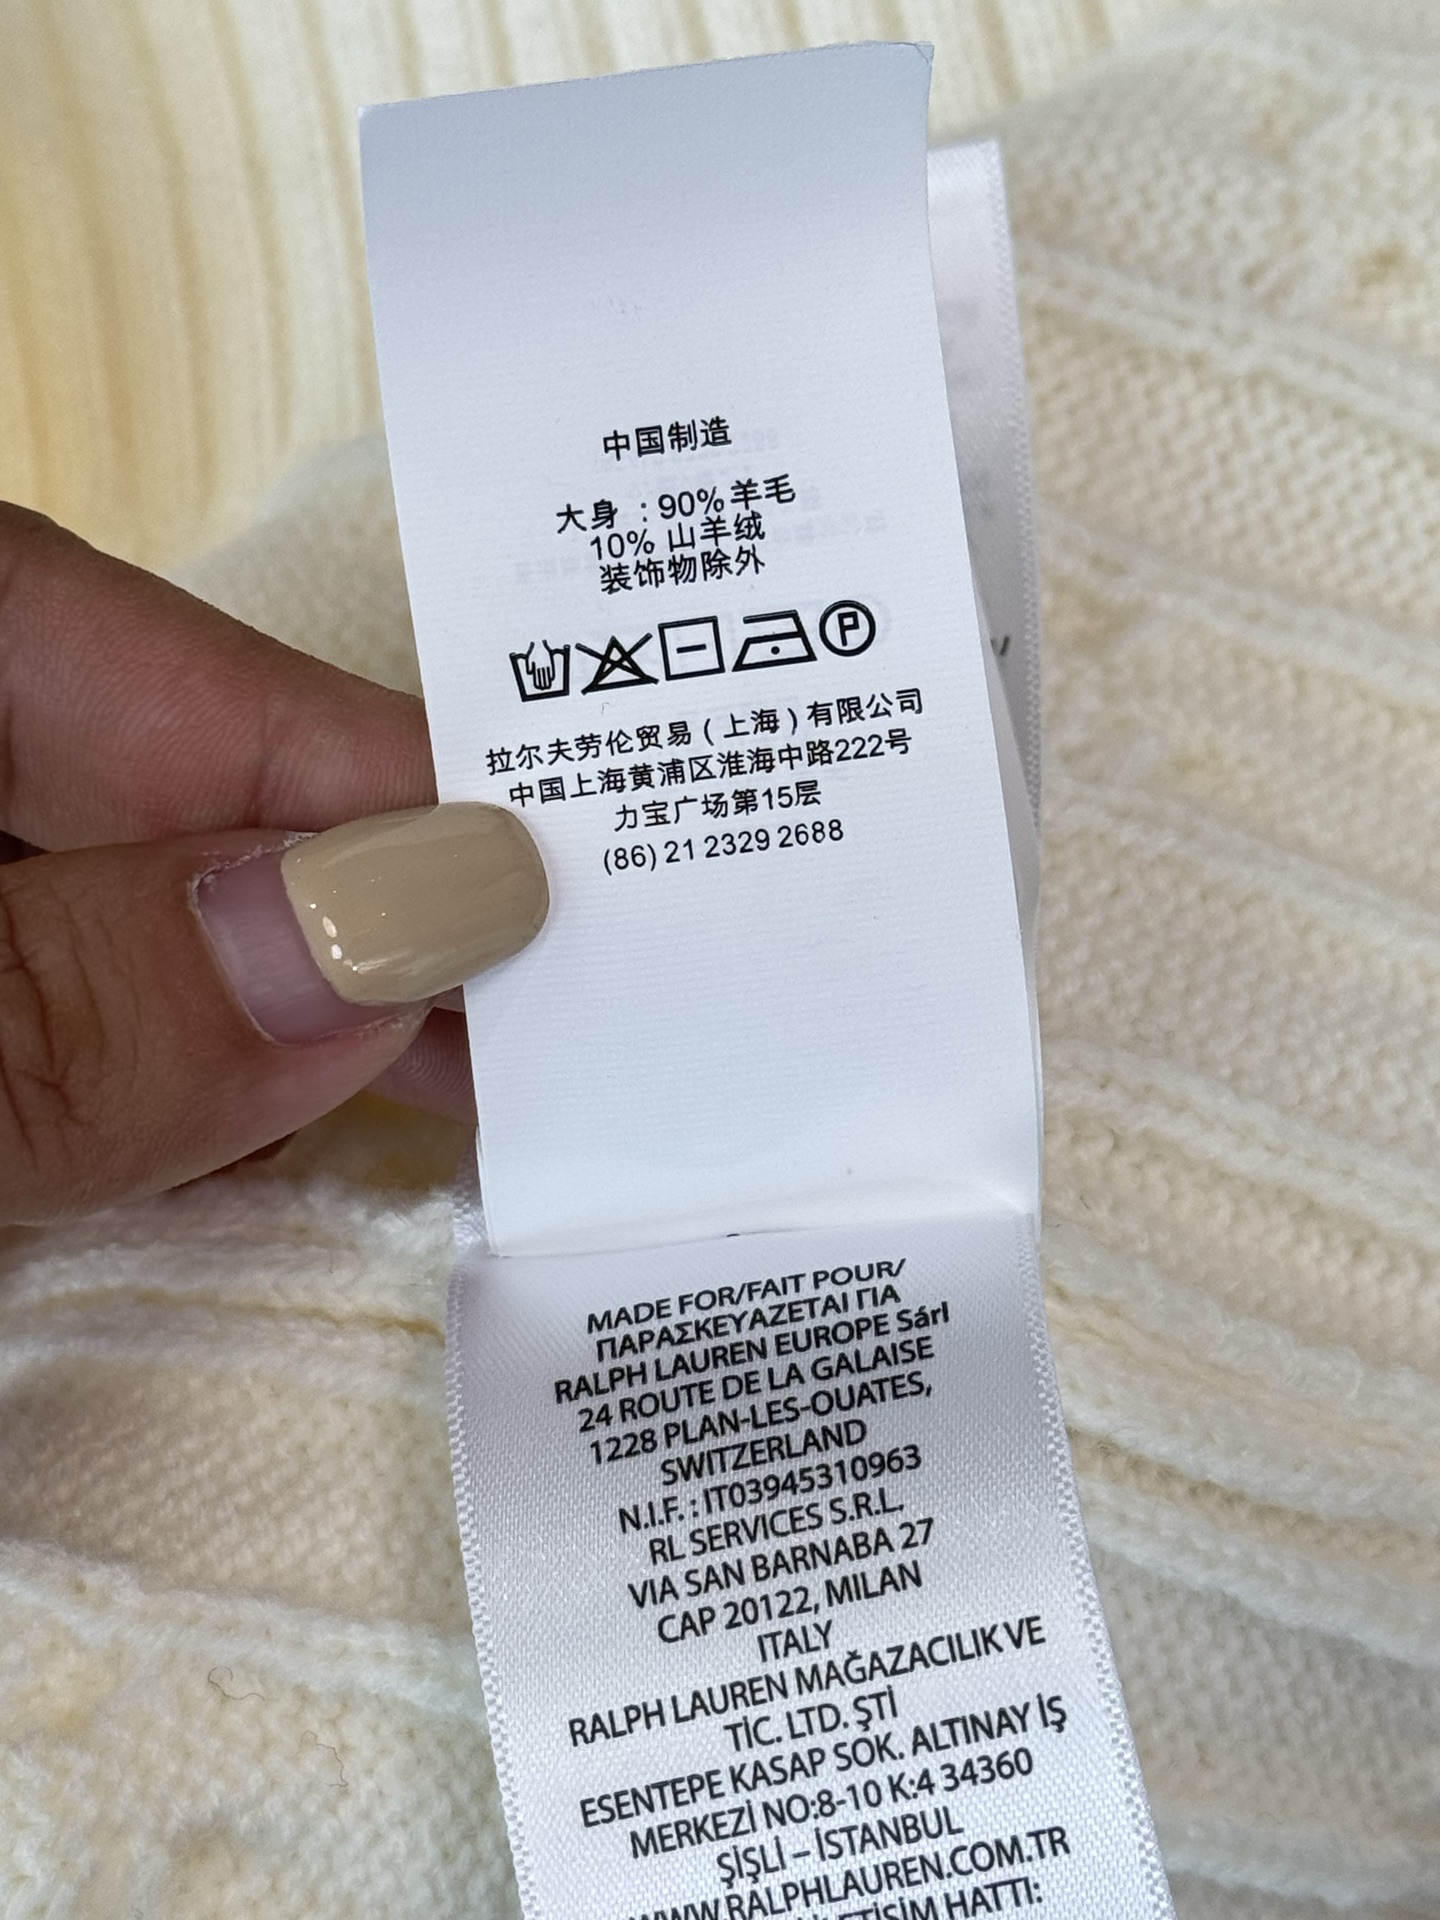 中国制造
大身 : 90% 羊毛
10% 山羊绒
装饰物除外
P
拉尔夫劳伦贸易 ( 上海 ) 有限公司
中国上海黄浦区淮海中路222号
力宝广场第15层
(86) 21 2329 2688
MADE FOR/FAIT POUR/
ΠΑΡΑΣΚΕΥΑΖΕΤΑΙ ΓΙΑ
RALPH LAUREN EUROPE Sárl
24 ROUTE DE LA GALAISE
1228 PLAN-LES-OUATES,
SWITZERLAND
N.I.F. : IT03945310963
RL SERVICES S.R.L.
VIA SAN BARNABA 27
CAP 20122, MILAN
ITALY
RALPH LAUREN MAĞAZACILIK VE
TİC. LTD. ŞTİ
ESENTEPE KASAP SOK. ALTINAY İŞ
MERKEZİ NO:8-10 K:4 34360
ŞİŞLİ – İSTANBUL
WWW.RALPHLAUREN.COM.TR
HATTI: